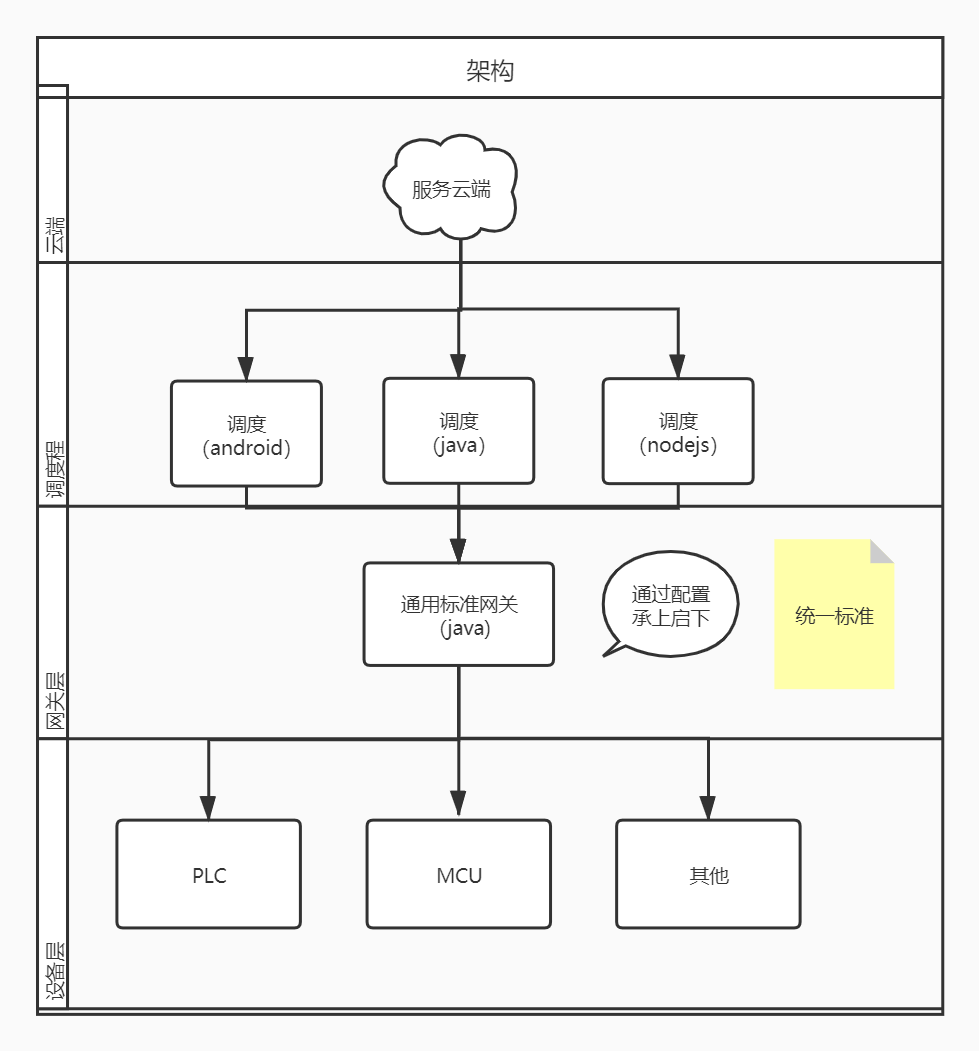 架构
云端
服务云端
调度程
调度
（android）
调度
（java）
调度
（nodejs）
网关层
通用标准网关
（java)
通过配置
承上启下
统一标准
设备层
PLC
MCU
其他